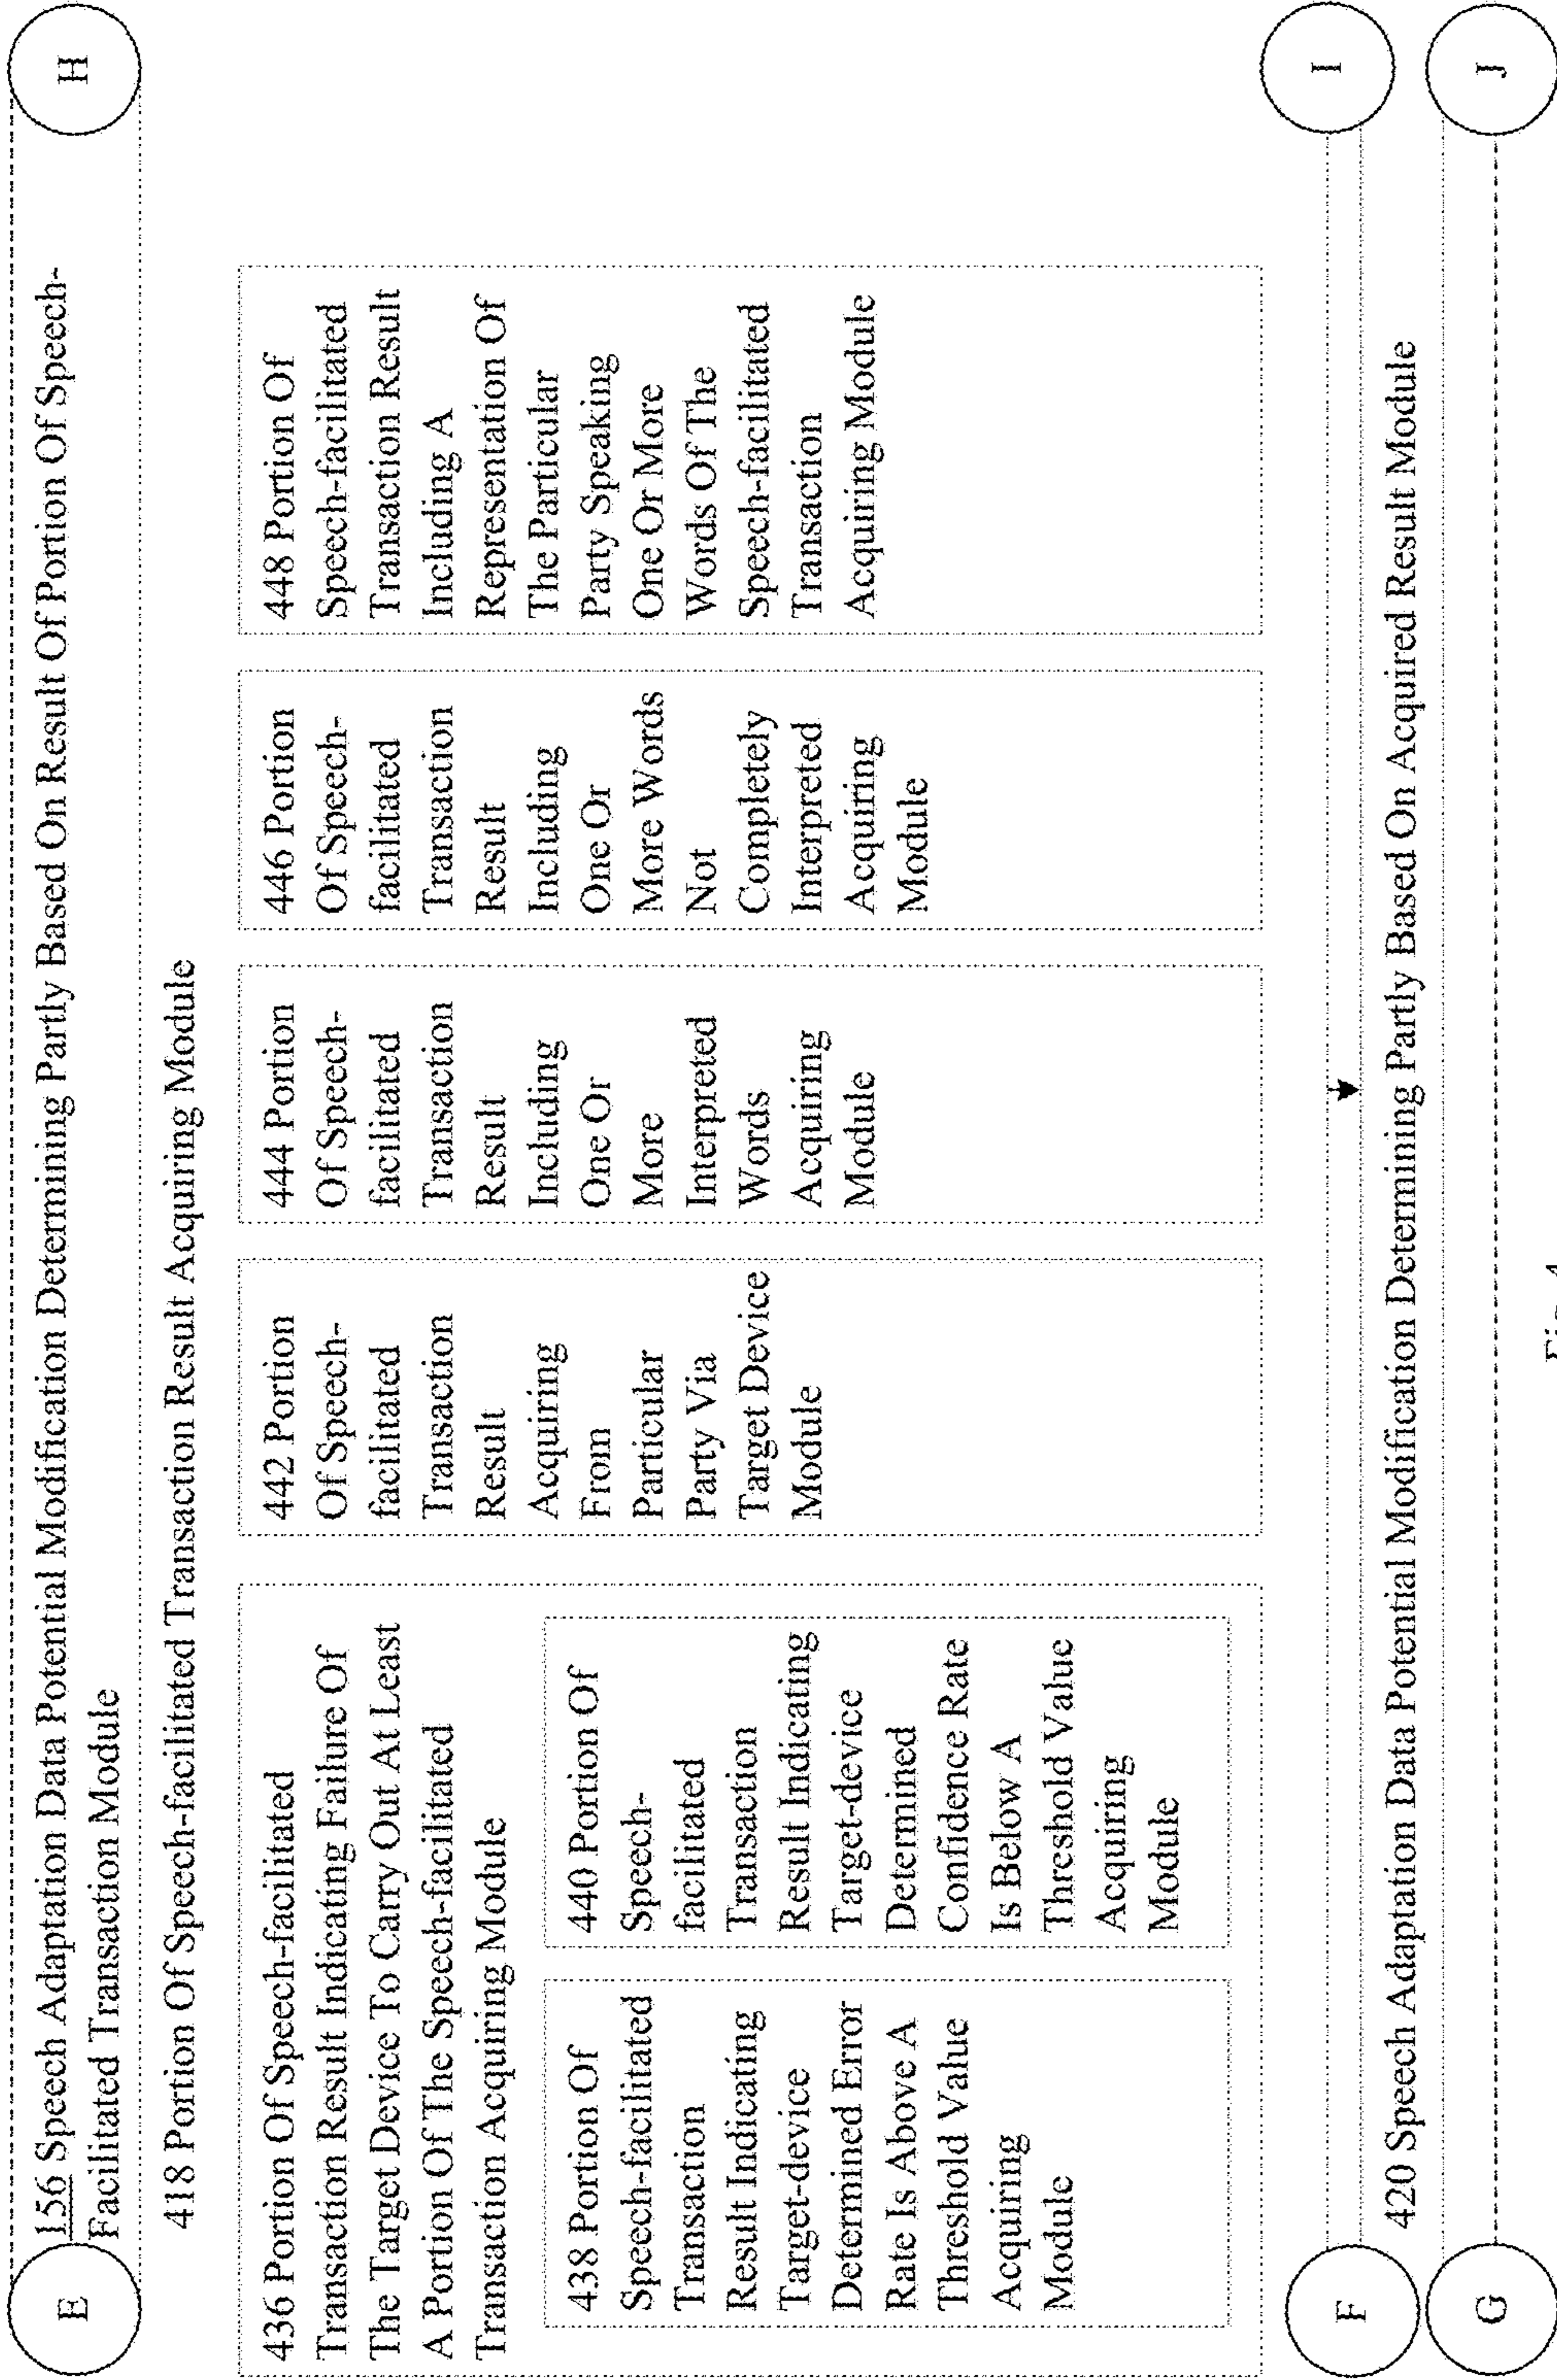 E
156 Speech Adaptation Data Potential Modification Determining Partly Based On Result Of Portion Of Speech-
Facilitated Transaction Module
H
418 Portion Of Speech-facilitated Transaction Result Acquiring Module
436 Portion Of Speech-facilitated
Transaction Result Indicating Failure Of
The Target Device To Carry Out At Least
A Portion Of The Speech-facilitated
Transaction Acquiring Module
438 Portion Of
Speech-facilitated
Transaction
Result Indicating
Target-device
Determined Error
Rate Is Above A
Threshold Value
Acquiring
Module
440 Portion Of
Speech-
facilitated
Transaction
Result Indicating
Target-device
Determined
Confidence Rate
Is Below A
Threshold Value
Acquiring
Module
442 Portion
Of Speech-
facilitated
Transaction
Result
Acquiring
From
Particular
Party Via
Target Device
Module
444 Portion
Of Speech-
facilitated
Transaction
Result
Including
One Or
More
Interpreted
Words
Acquiring
Module
446 Portion
Of Speech-
facilitated
Transaction
Result
Including
One Or
More Words
Not
Completely
Interpreted
Acquiring
Module
448 Portion Of
Speech-facilitated
Transaction Result
Including A
Representation Of
The Particular
Party Speaking
One Or More
Words Of The
Speech-facilitated
Transaction
Acquiring Module
F
I
420 Speech Adaptation Data Potential Modification Determining Partly Based On Acquired Result Module
G
J